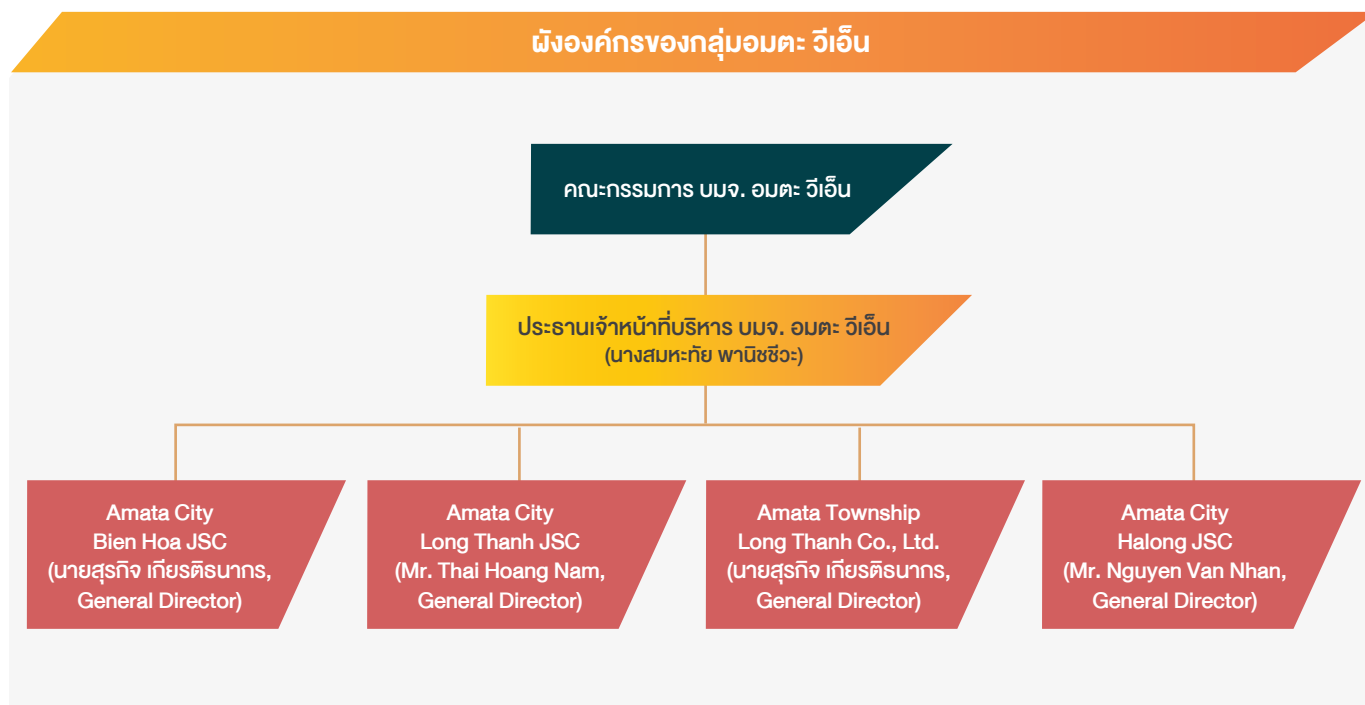 ผังองค์กรของกลุ่มอมตะ วีเอ็น
คณะกรรมการ บมจ. อมตะ วีเอ็น
ประธานเจ้าหน้าที่บริหาร บมจ. อมตะ วีเอ็น
(นางสมหะทัย พานิชชีวะ)
Amata City
Bien Hoa JSC
(นายสุรกิจ เกียรติธนากร,
General Director)
Amata City
Long Thanh JSC
(Mr. Thai Hoang Nam,
General Director)
Amata Township
Long Thanh Co., Ltd.
(นายสุรกิจ เกียรติธนากร,
General Director)
Amata City
Halong JSC
(Mr. Nguyen Van Nhan,
General Director)